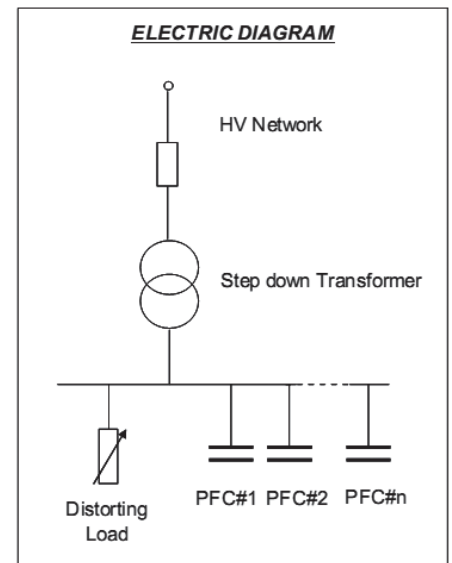 ELECTRIC DIAGRAM
HV Network
Step down Transformer
PFC#1 PFC#2 PFC#n
Distorting
Load